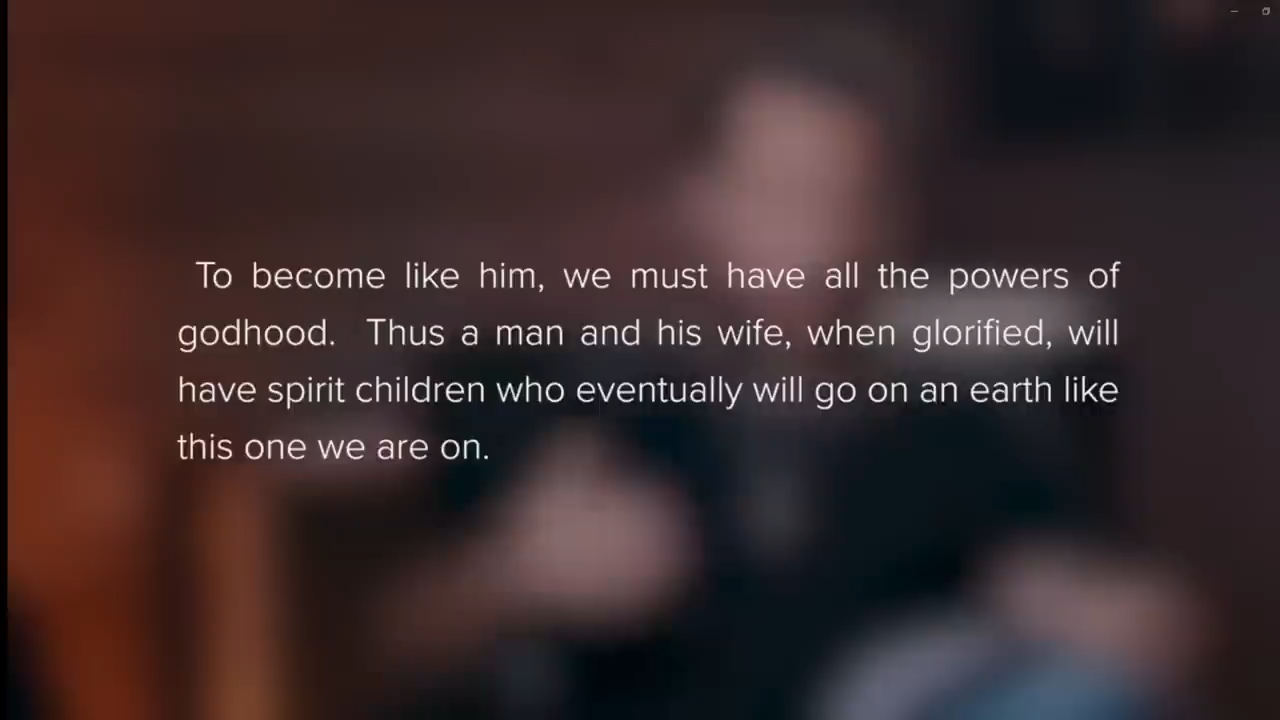 To become like him, we must have all the powers of
godhood. Thus a man and his wife, when glorified, will
have spirit children who eventually will go on an earth like
this one we are on.